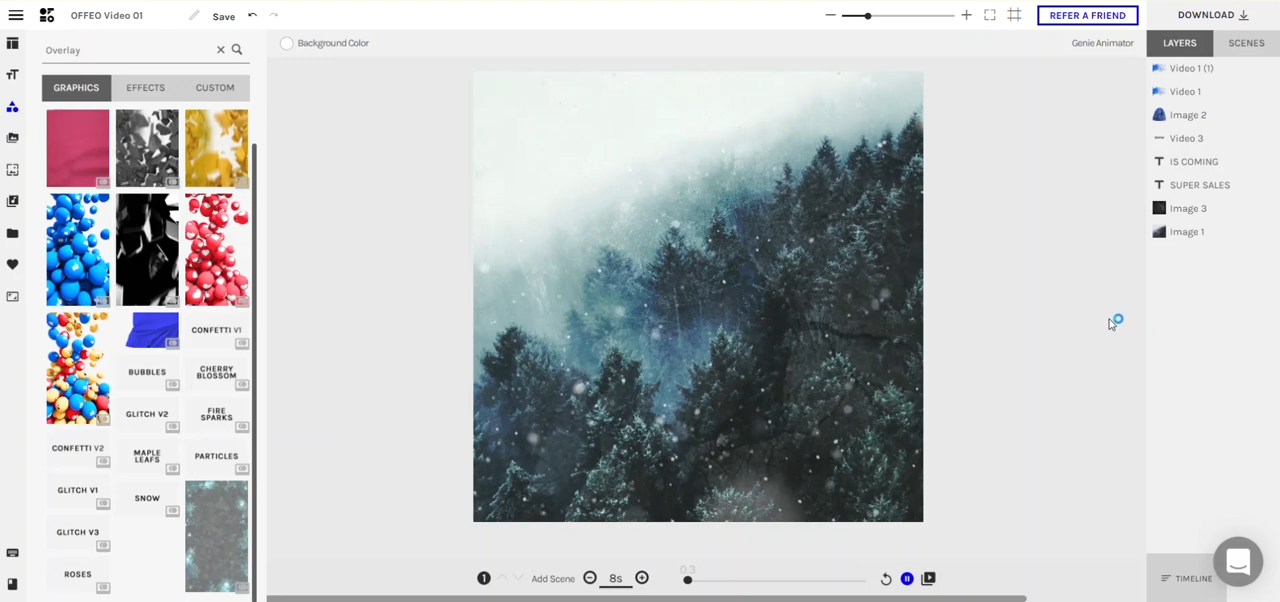 OFFEO Video 01
Save
REFER A FRIEND
DOWNLOAD
Overlay
Background Color
Genie Animator
LAYERS
SCENES
GRAPHICS
EFFECTS
CUSTOM
Video 1 (1)
Video 1
Image 2
Video 3
IS COMING
SUPER SALES
Image 3
Image 1
CONFETTI V1
BUBBLES
CHERRY
BLOSSOM
GLITCH V2
FIRE
SPARKS
CONFETTI V2
MAPLE
LEAFS
PARTICLES
GLITCH V1
SNOW
GLITCH V3
ROSES
1
Add Scene
8s
0.3
TIMELINE